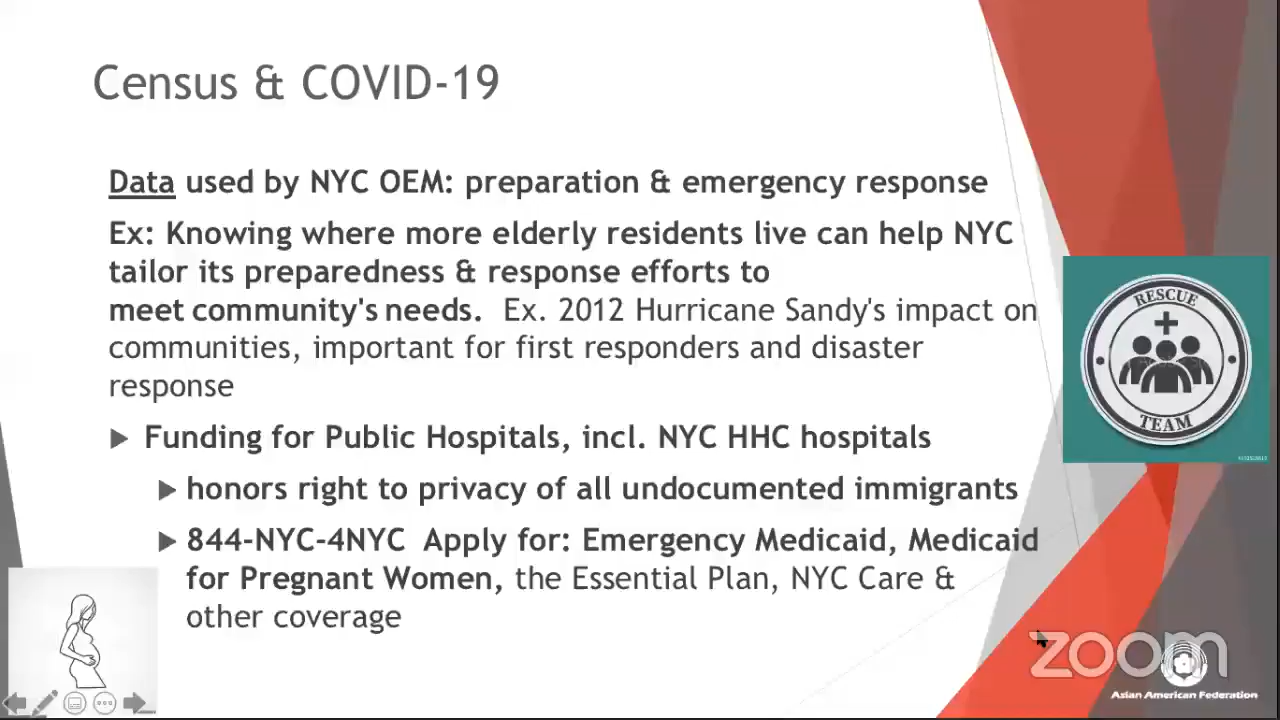 Census & COVID-19
Data used by NYC OEM: preparation & emergency response
Ex: Knowing where more elderly residents live can help NYC
tailor its preparedness & response efforts to
meet community's needs. Ex. 2012 Hurricane Sandy's impact on
communities, important for first responders and disaster
response
Funding for Public Hospitals, incl. NYC HHC hospitals
honors right to privacy of all undocumented immigrants
844-NYC-4NYC Apply for: Emergency Medicaid, Medicaid
for Pregnant Women, the Essential Plan, NYC Care &
other coverage
RESCUE
TEAM
zoom
Asian American Federation